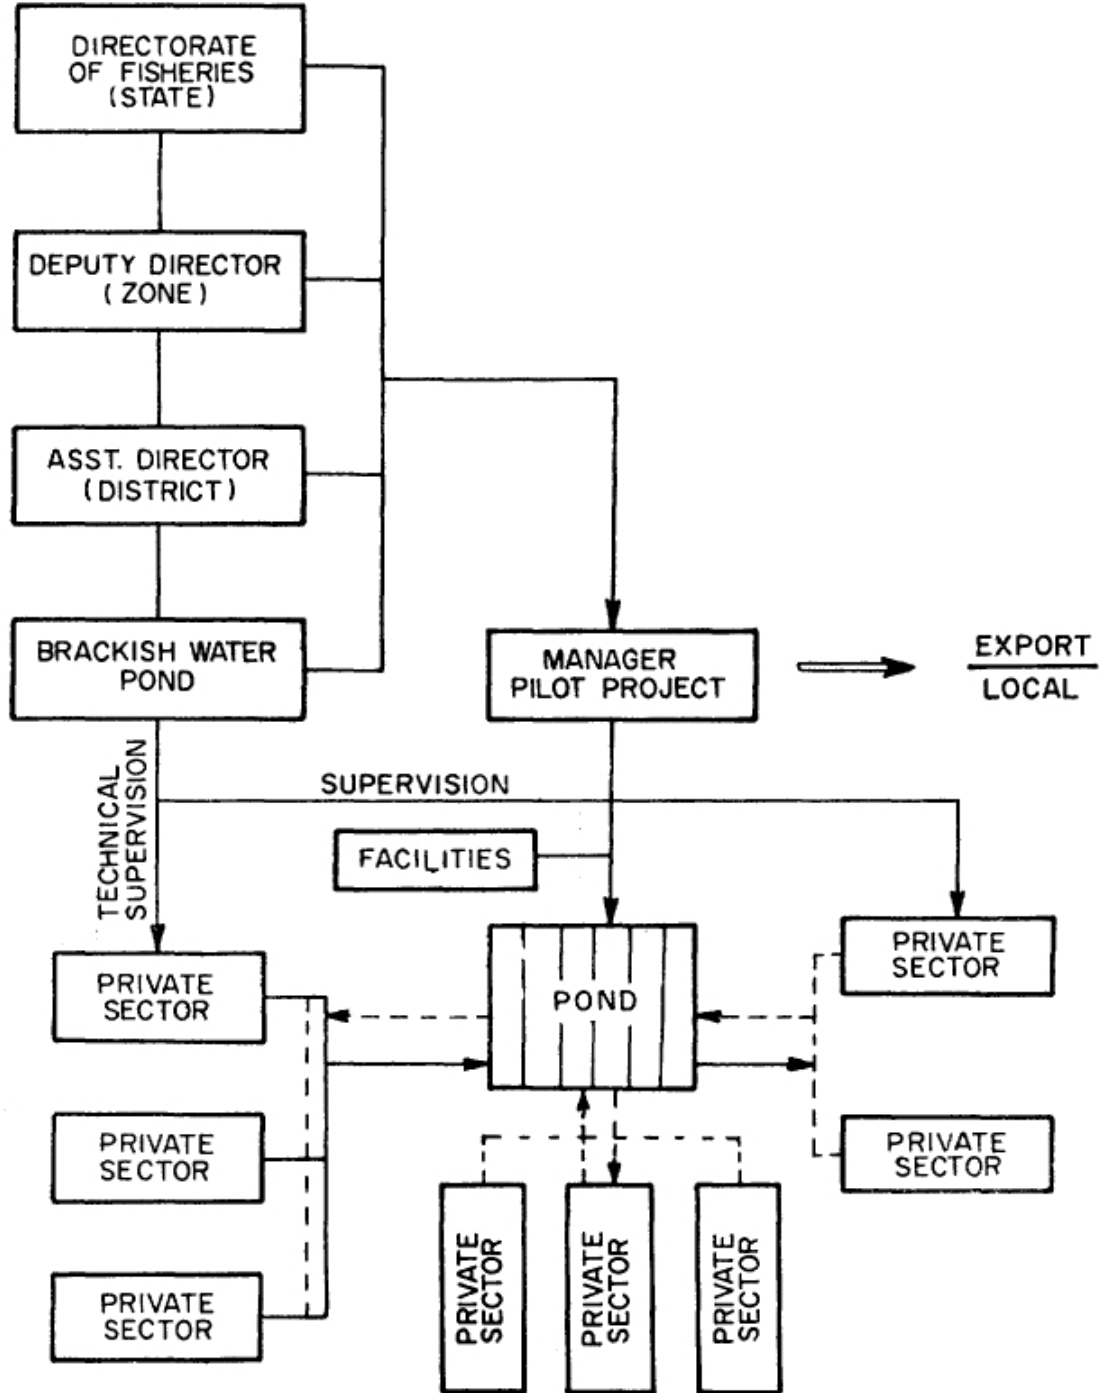 DIRECTORATE
OF FISHERIES
(STATE)
DEPUTY DIRECTOR
(ZONE)
ASST. DIRECTOR
(DISTRICT)
BRACKISH WATER
POND
MANAGER
PILOT PROJECT
EXPORT
LOCAL
TECHNICAL
SUPERVISION
SUPERVISION
FACILITIES
PRIVATE
SECTOR
POND
PRIVATE
SECTOR
PRIVATE
SECTOR
PRIVATE
SECTOR
PRIVATE
SECTOR
PRIVATE
SECTOR
PRIVATE
SECTOR
PRIVATE
SECTOR